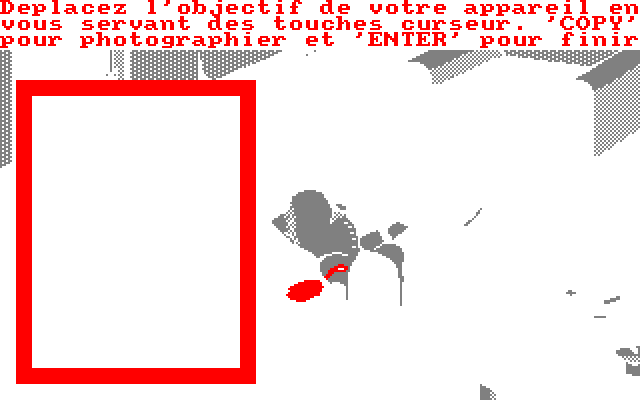 Deplacez l'objectif de votre appareil en
vous servant des touches curseur. 'COPY'
pour photographier et 'ENTER' pour finir